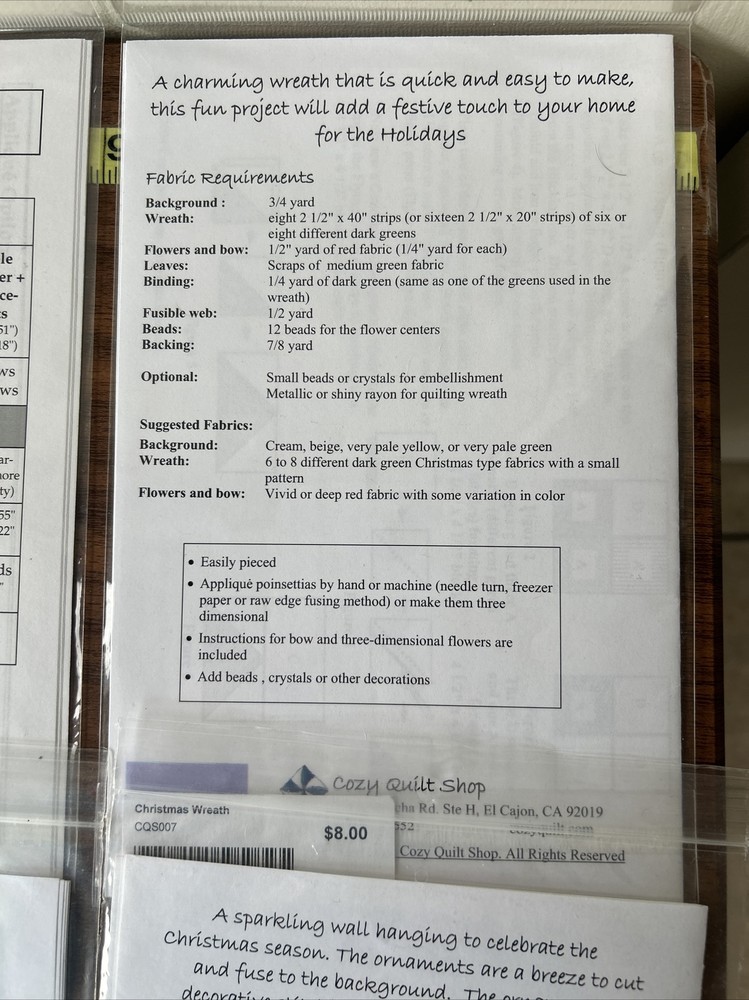 A charming wreath that is quick and easy to make,
this fun project will add a festive touch to your home
for the Holidays
Fabric Requirements
Background : 3/4 yard
Wreath: eight 2 1/2" x 40" strips (or sixteen 2 1/2" x 20" strips) of six or
eight different dark greens
Flowers and bow: 1/2" yard of red fabric (1/4" yard for each)
Leaves: Scraps of medium green fabric
Binding: 1/4 yard of dark green (same as one of the greens used in the
wreath)
Fusible web: 1/2 yard
Beads: 12 beads for the flower centers
Backing: 7/8 yard
Optional: Small beads or crystals for embellishment
Metallic or shiny rayon for quilting wreath
Suggested Fabrics:
Background: Cream, beige, very pale yellow, or very pale green
Wreath: 6 to 8 different dark green Christmas type fabrics with a small
pattern
Flowers and bow: Vivid or deep red fabric with some variation in color
• Easily pieced
• Appliqué poinsettias by hand or machine (needle turn, freezer
paper or raw edge fusing method) or make them three
dimensional
• Instructions for bow and three-dimensional flowers are
included
• Add beads , crystals or other decorations
Cozy Quilt Shop
Rd. Ste H, El Cajon, CA 92019
cozyquilt.com
Cozy Quilt Shop. All Rights Reserved
Christmas Wreath
CQS007
$8.00
A sparkling wall hanging to celebrate the
Christmas season. The ornaments are a breeze to cut
and fuse to the background. The